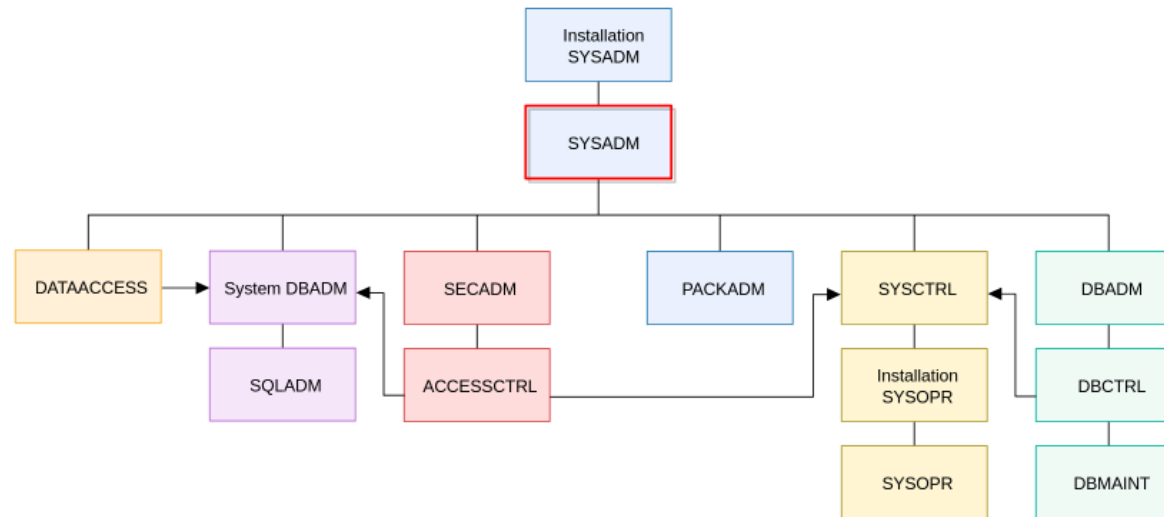 Installation
SYSADM
SYSADM
DATAACCESS
System DBADM
SECADM
PACKADM
SYSCTRL
DBADM
SQLADM
ACCESSCTRL
Installation
SYSOPR
DBCTRL
SYSOPR
DBMAINT